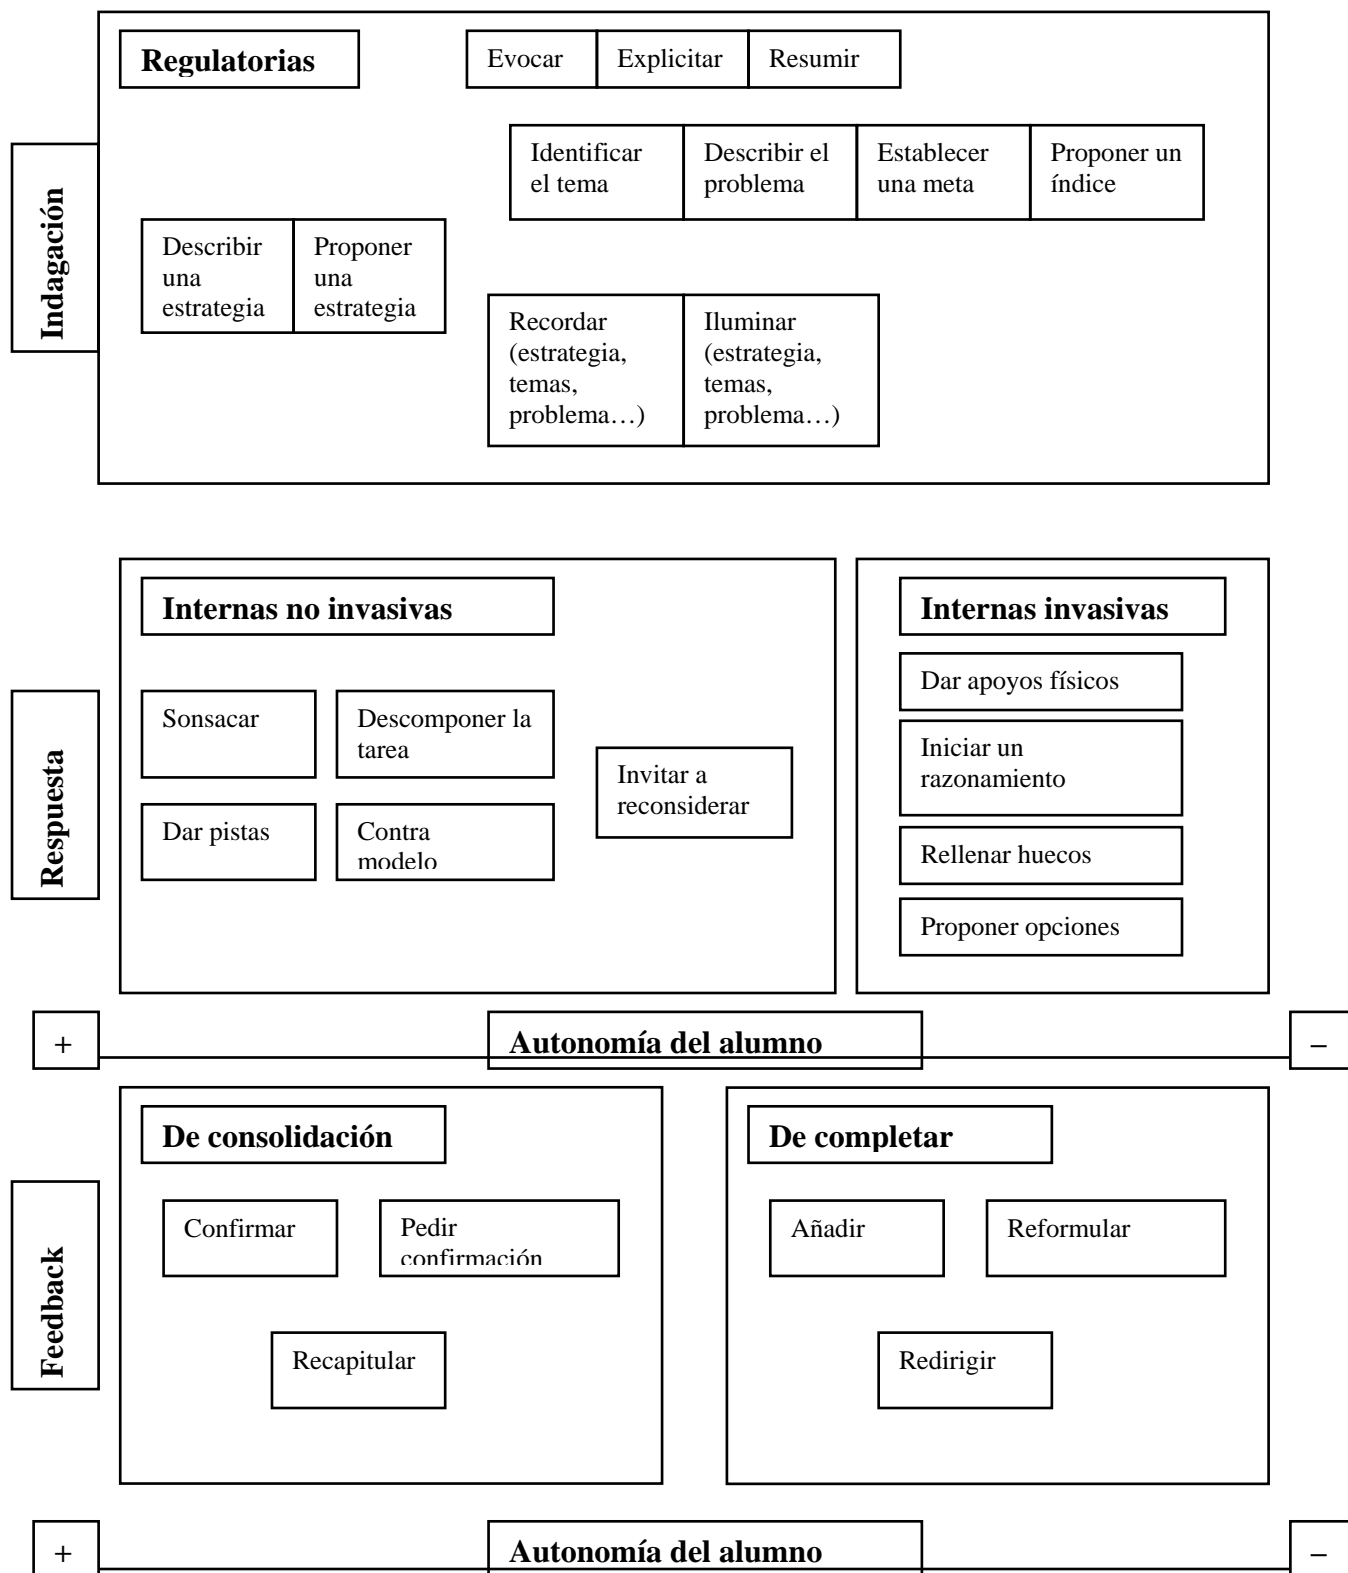 Regulatorias
Evocar
Explicitar
Resumir
Identificar
el tema
Describir el
problema
Establecer
una meta
Proponer un
índice
Indagación
Describir
una
estrategia
Proponer
una
estrategia
Recordar
(estrategia,
temas,
problema…)
Iluminar
(estrategia,
temas,
problema…)
Internas no invasivas
Internas invasivas
Respuesta
Sonsacar
Descomponer la
tarea
Invitar a
reconsiderar
Dar pistas
Contra
modelo
Dar apoyos físicos
Iniciar un
razonamiento
Rellenar huecos
Proponer opciones
+
Autonomía del alumno
–
De consolidación
De completar
Feedback
Confirmar
Pedir
confirmación
Recapitular
Añadir
Reformular
Redirigir
+
Autonomía del alumno
–